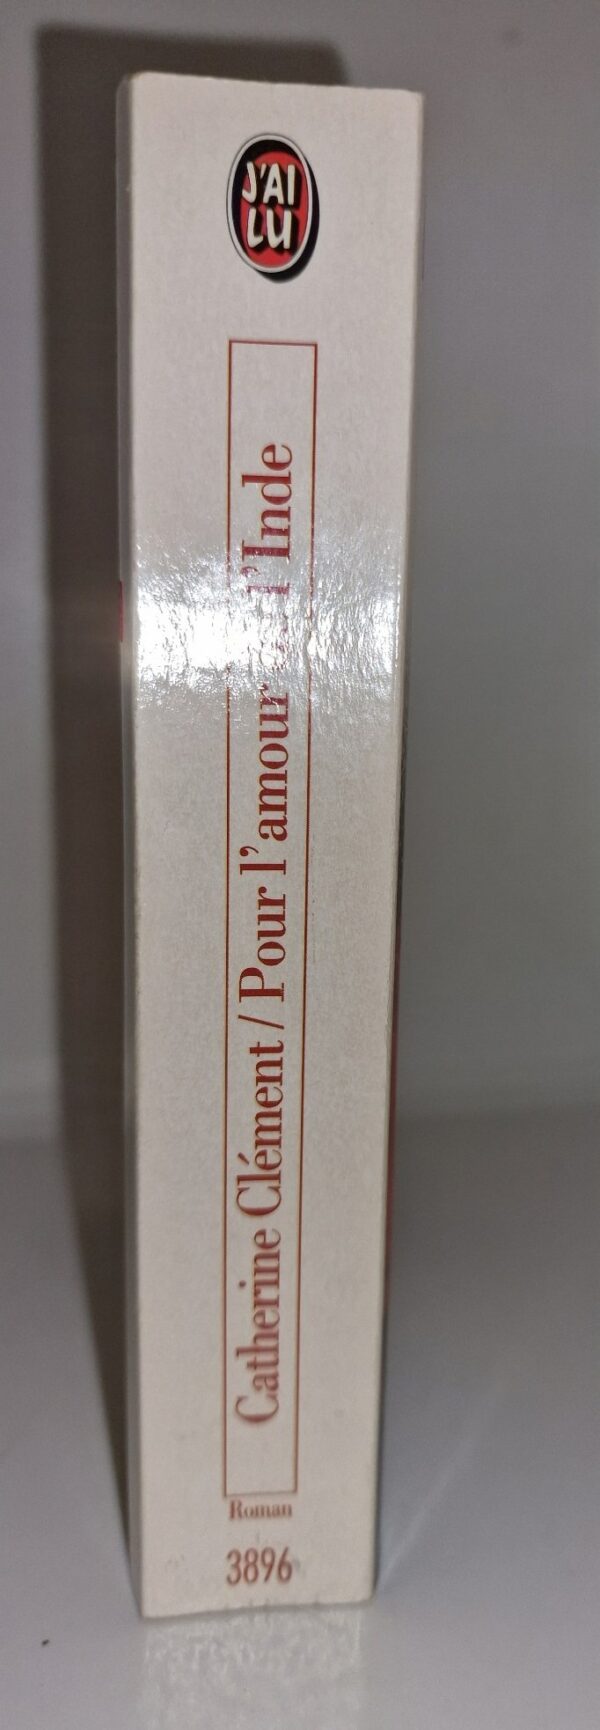 J'AI
LU
Catherine Clément / Pour l'amour l'Inde
Roman
3896